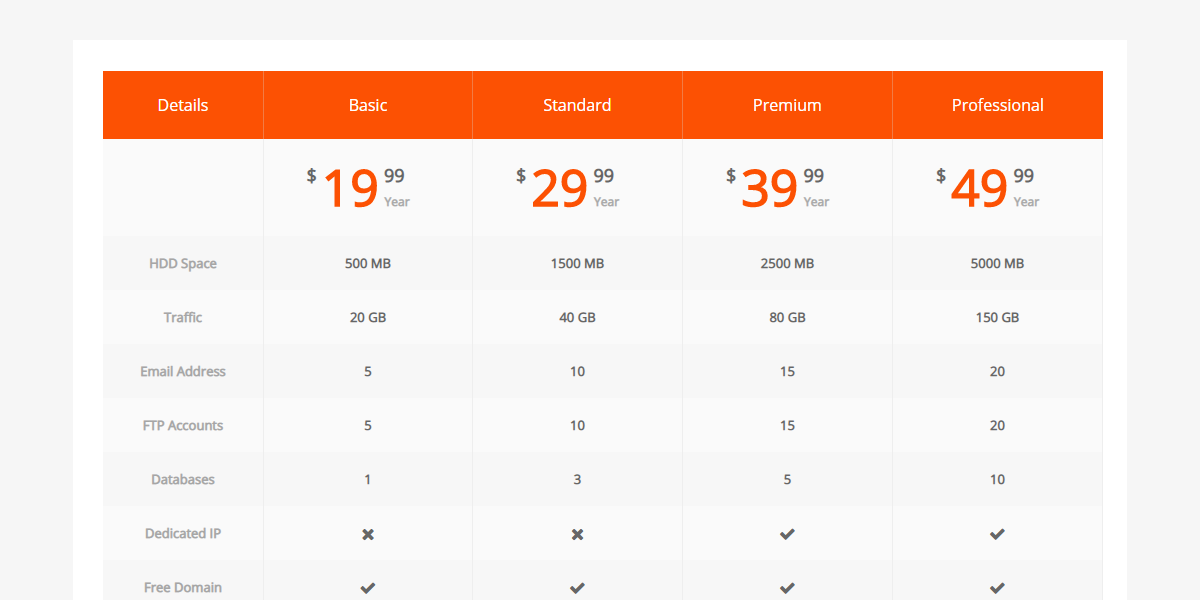 Details Basic Standard Premium Professional
$ 19 99 Year $ 29 99 Year $ 39 99 Year $ 49 99 Year
HDD Space 500 MB 1500 MB 2500 MB 5000 MB
Traffic 20 GB 40 GB 80 GB 150 GB
Email Address 5 10 15 20
FTP Accounts 5 10 15 20
Databases 1 3 5 10
Dedicated IP ✖ ✖ ✔ ✔
Free Domain ✔ ✔ ✔ ✔